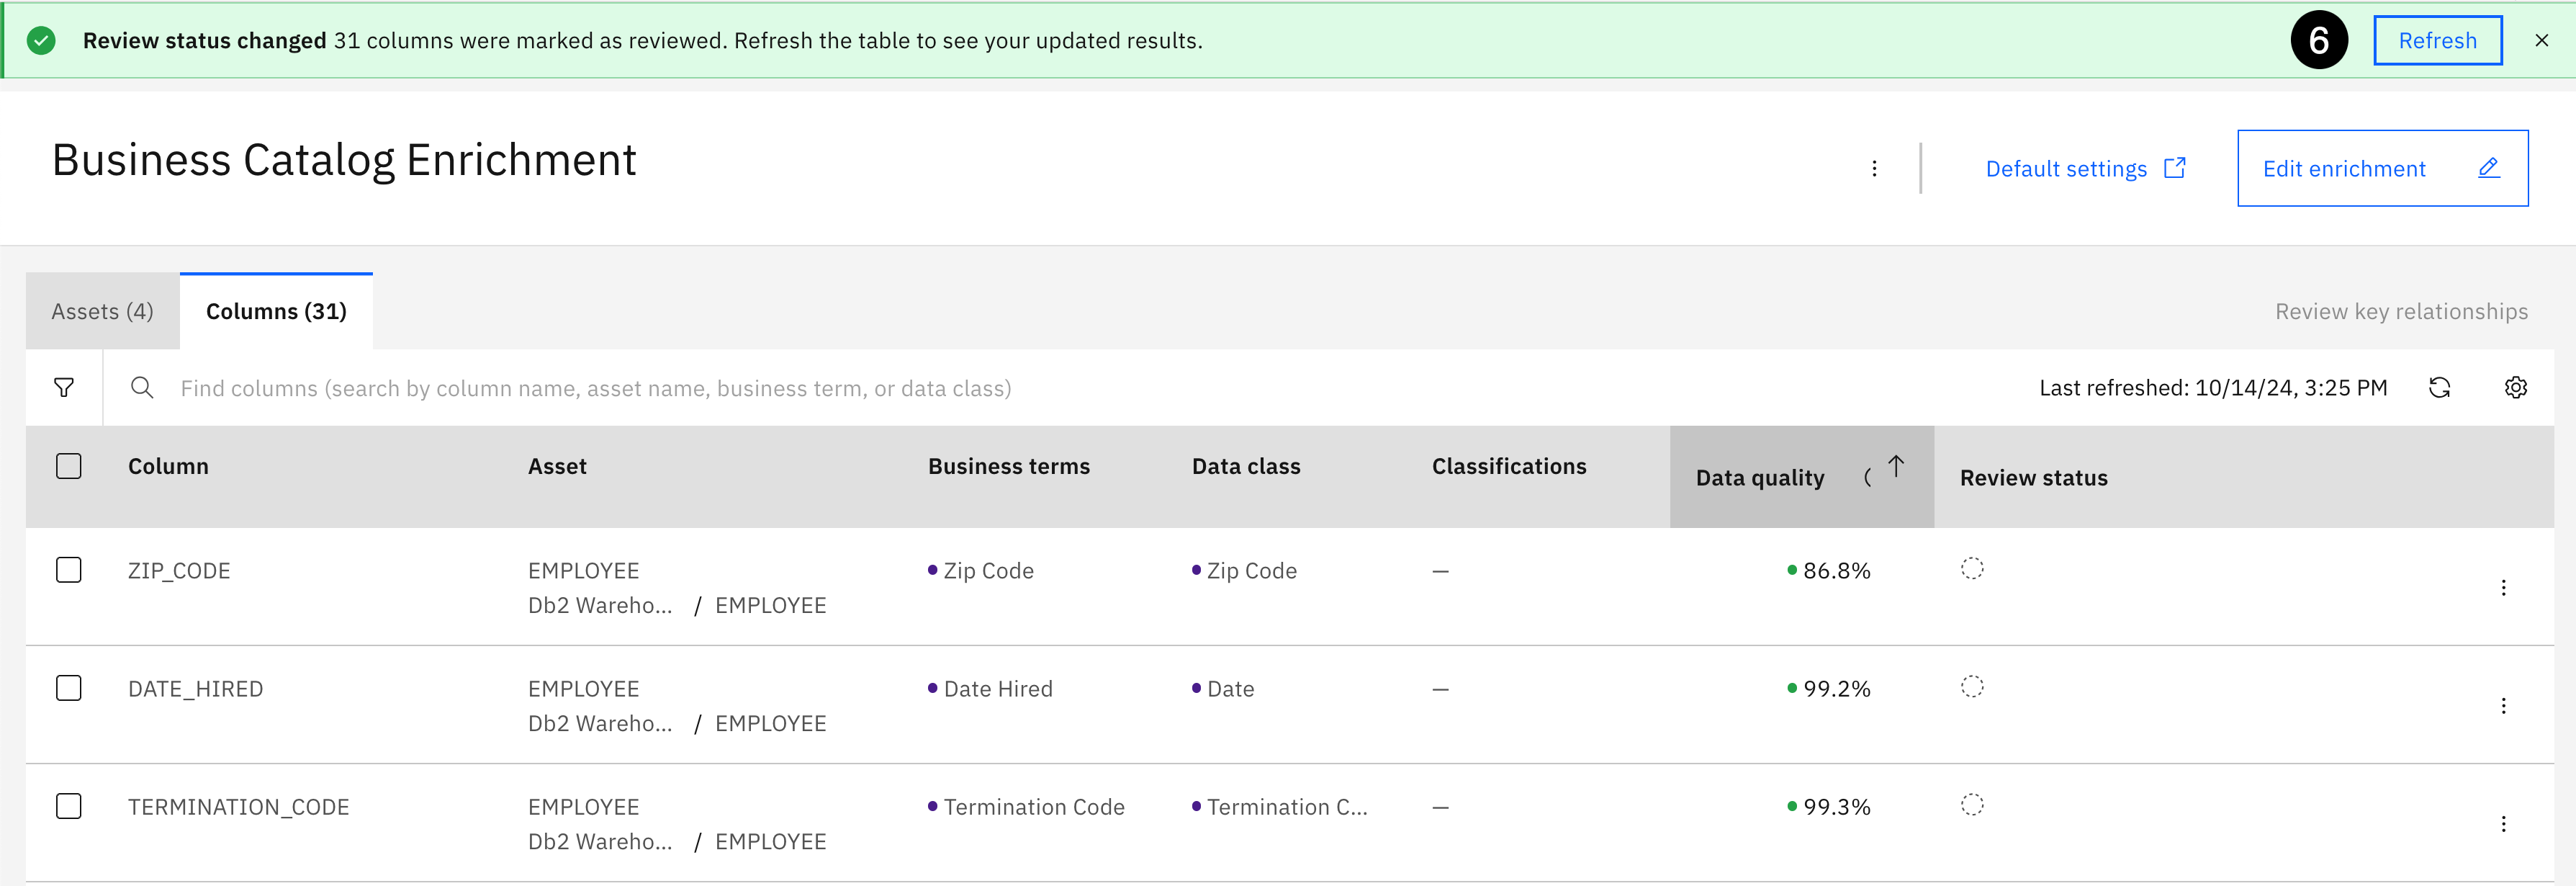 Review status changed 31 columns were marked as reviewed. Refresh the table to see your updated results. 6 Refresh
Business Catalog Enrichment
Default settings Edit enrichment
Assets (4) Columns (31) Review key relationships
Find columns (search by column name, asset name, business term, or data class) Last refreshed: 10/14/24, 3:25 PM
Column Asset Business terms Data class Classifications Data quality ( Review status
ZIP_CODE EMPLOYEE Zip Code Zip Code — 86.8%
Db2 Wareho... / EMPLOYEE
DATE_HIRED EMPLOYEE Date Hired Date — 99.2%
Db2 Wareho... / EMPLOYEE
TERMINATION_CODE EMPLOYEE Termination Code Termination C... — 99.3%
Db2 Wareho... / EMPLOYEE